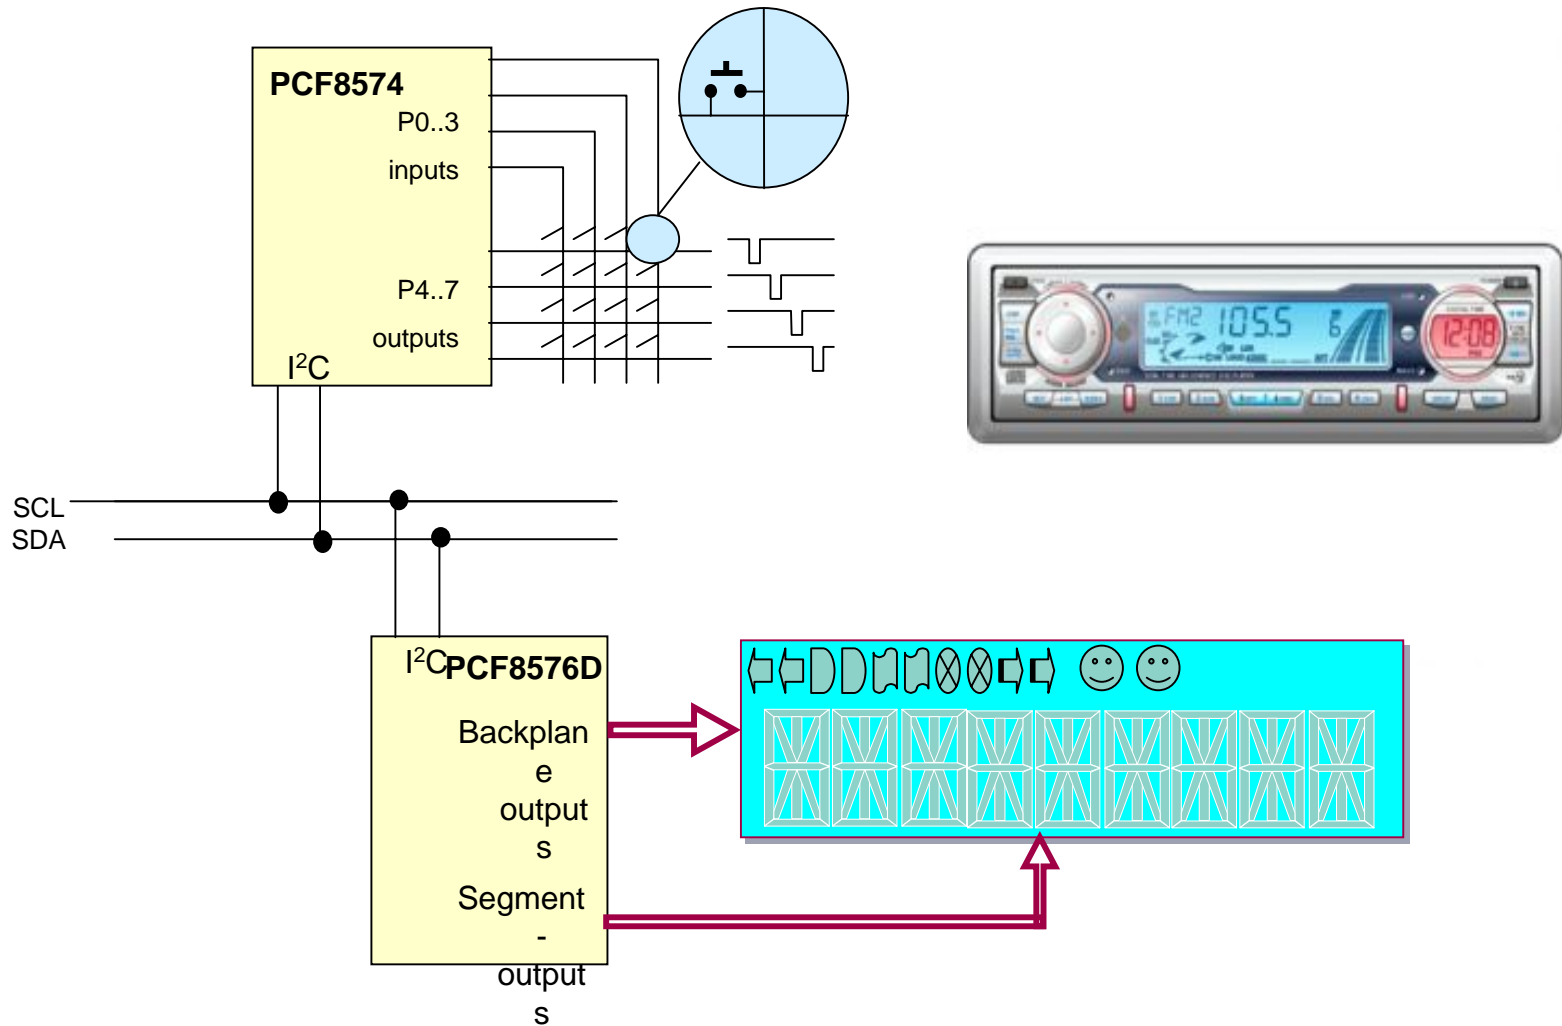 PCF8574
P0..3
inputs
P4..7
outputs
I²C
SCL
SDA
I²C
PCF8576D
Backplan
e
output
s
Segment
-
output
s
FM2 105.5 6
12:08